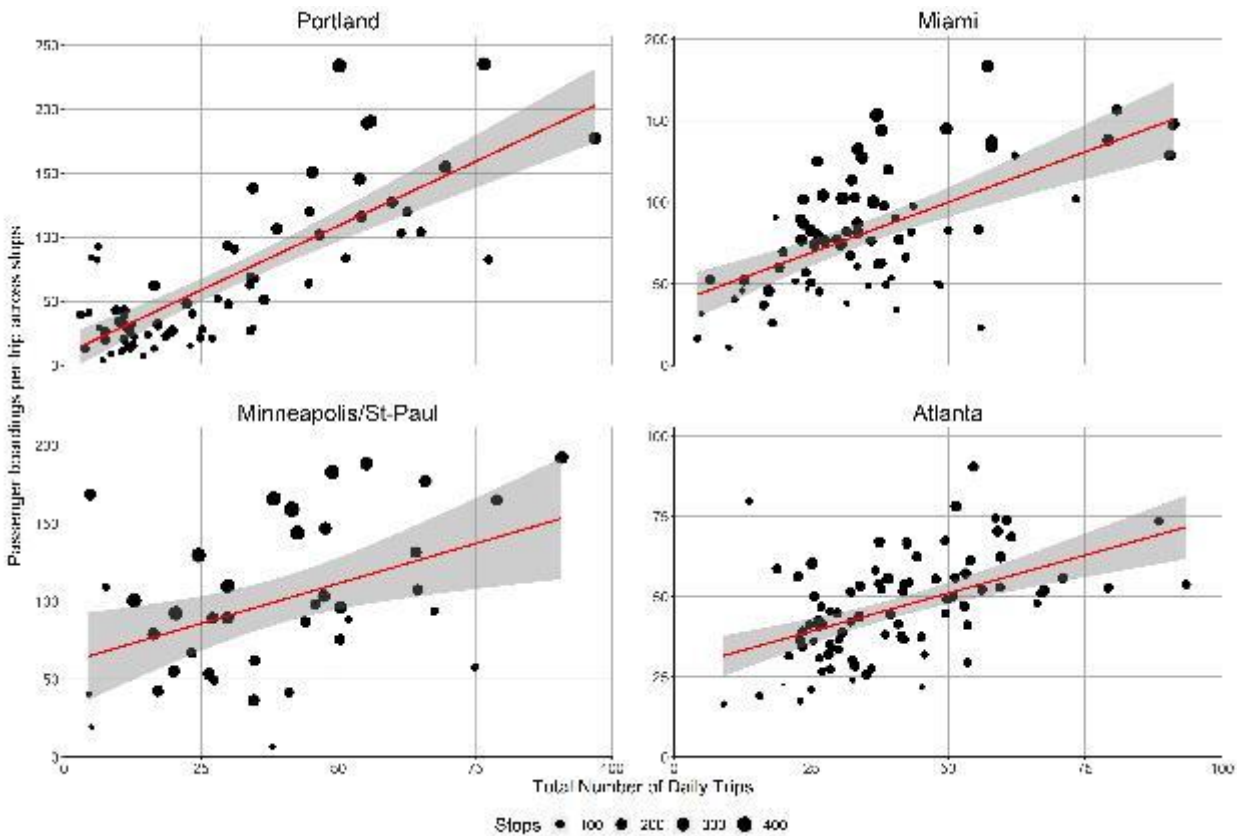 Portland
Miami
250
200
150
100
50
0
200
150
100
50
0
Minneapolis/St-Paul
Atlanta
200
150
100
50
0
100
75
50
25
0
0 25 50 75 100
0 25 50 75 100
Passenger boardings per trip across stops
Total Number of Daily Trips
Stops 100 200 300 400